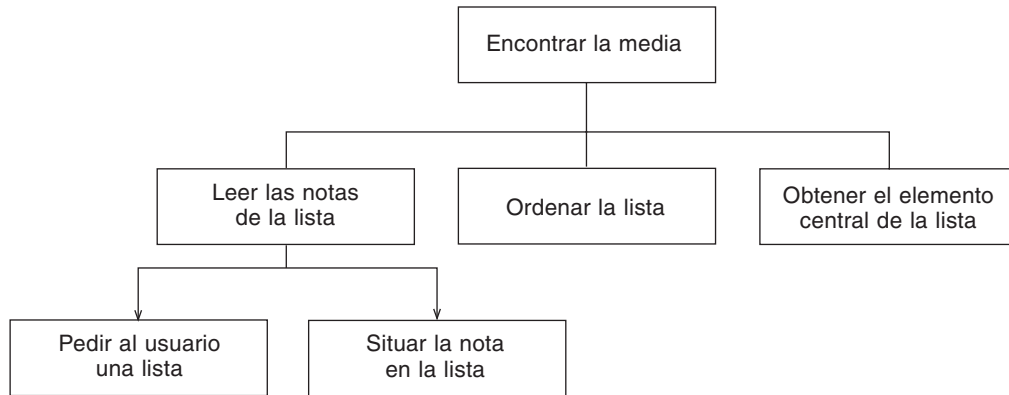 Encontrar la media
Leer las notas
de la lista
Ordenar la lista
Obtener el elemento
central de la lista
Pedir al usuario
una lista
Situar la nota
en la lista